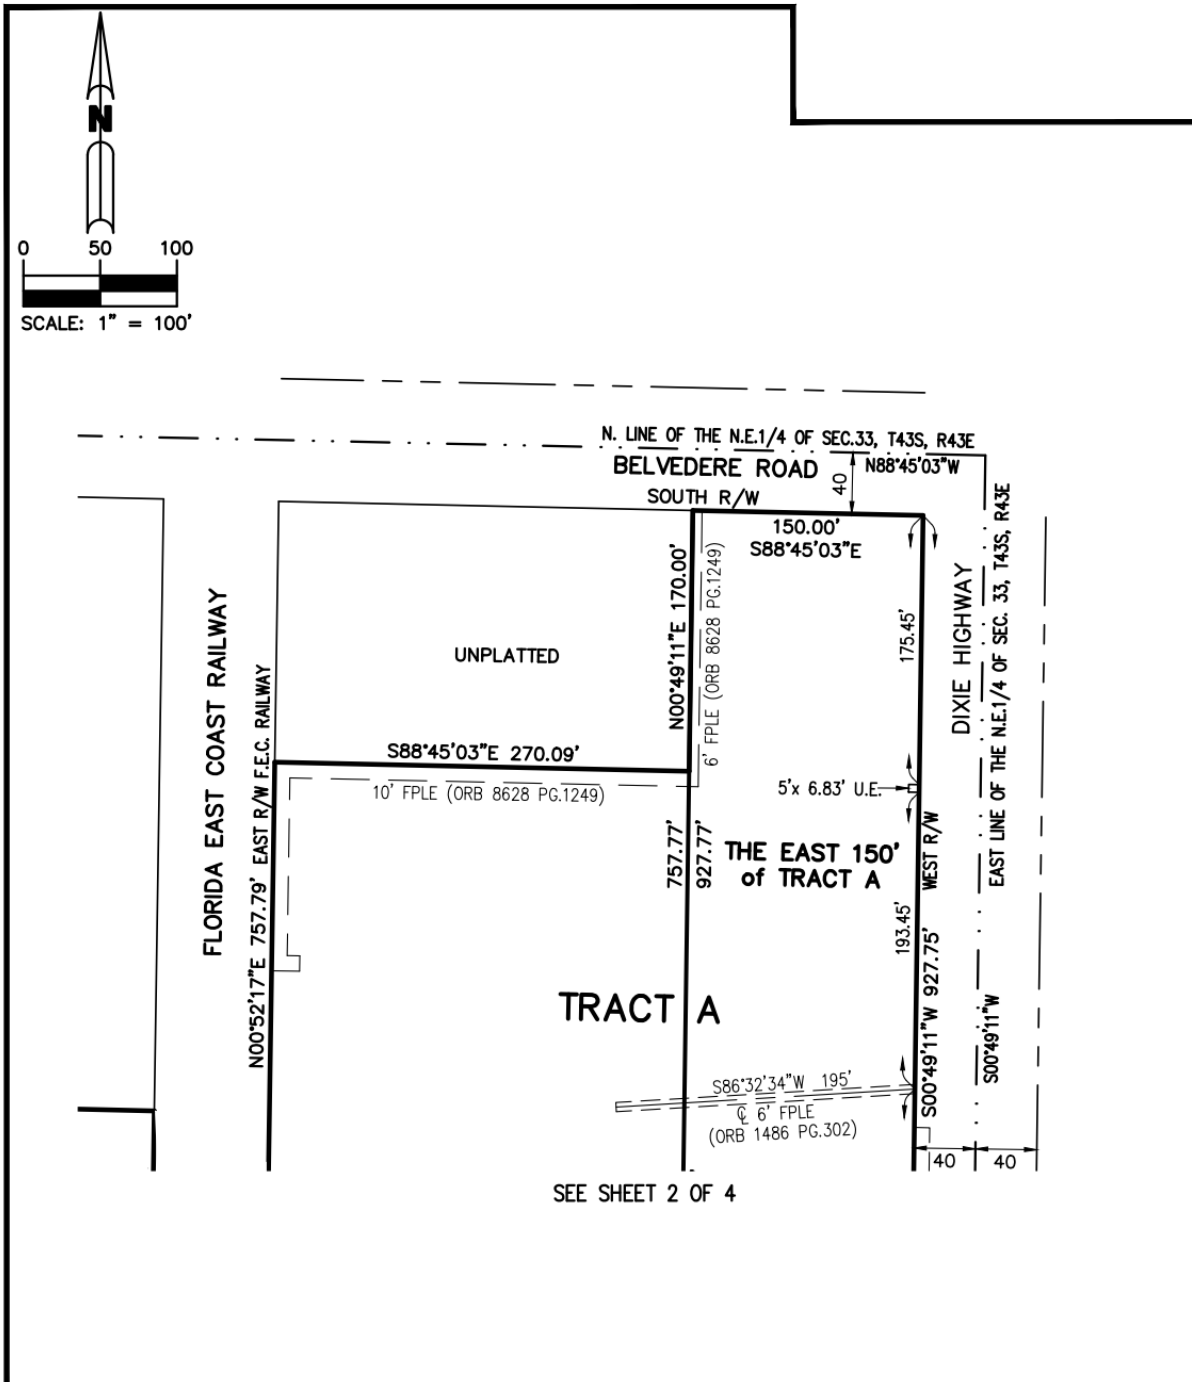 N
0 50 100
SCALE: 1" = 100'
N. LINE OF THE N.E.1/4 OF SEC.33, T43S, R43E
BELVEDERE ROAD
N88°45'03"W
40
SOUTH R/W
150.00'
S88°45'03"E
N00°49'11"E 170.00'
6' FPLE (ORB 8628 PG.1249)
175.45'
DIXIE HIGHWAY
EAST LINE OF THE N.E.1/4 OF SEC. 33, T43S, R43E
UNPLATTED
FLORIDA EAST COAST RAILWAY
N00°52'17"E 757.79' EAST R/W F.E.C. RAILWAY
S88°45'03"E 270.09'
10' FPLE (ORB 8628 PG.1249)
5'x 6.83' U.E.
757.77'
927.77'
THE EAST 150'
of TRACT A
WEST R/W
193.45'
S00°49'11"W 927.75'
S00°49'11"W
TRACT A
S86°32'34"W 195'
℄ 6' FPLE
(ORB 1486 PG.302)
40
40
SEE SHEET 2 OF 4